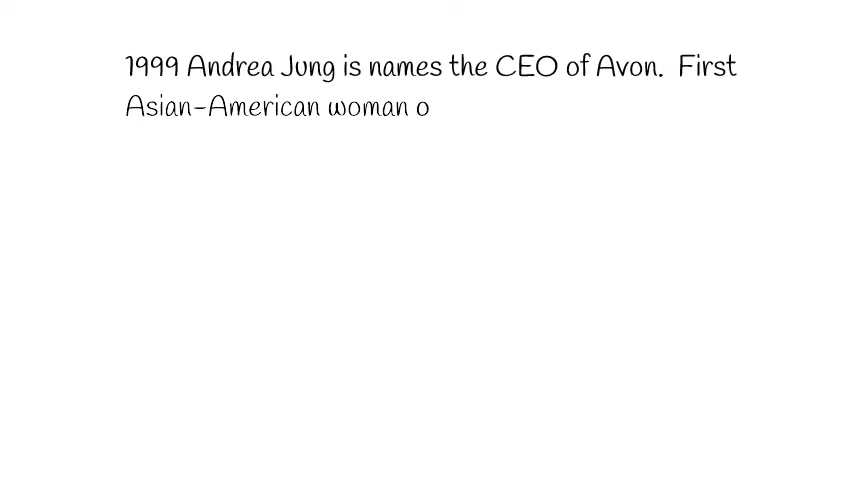 1999 Andrea Jung is names the CEO of Avon.  First
Asian-American woman o